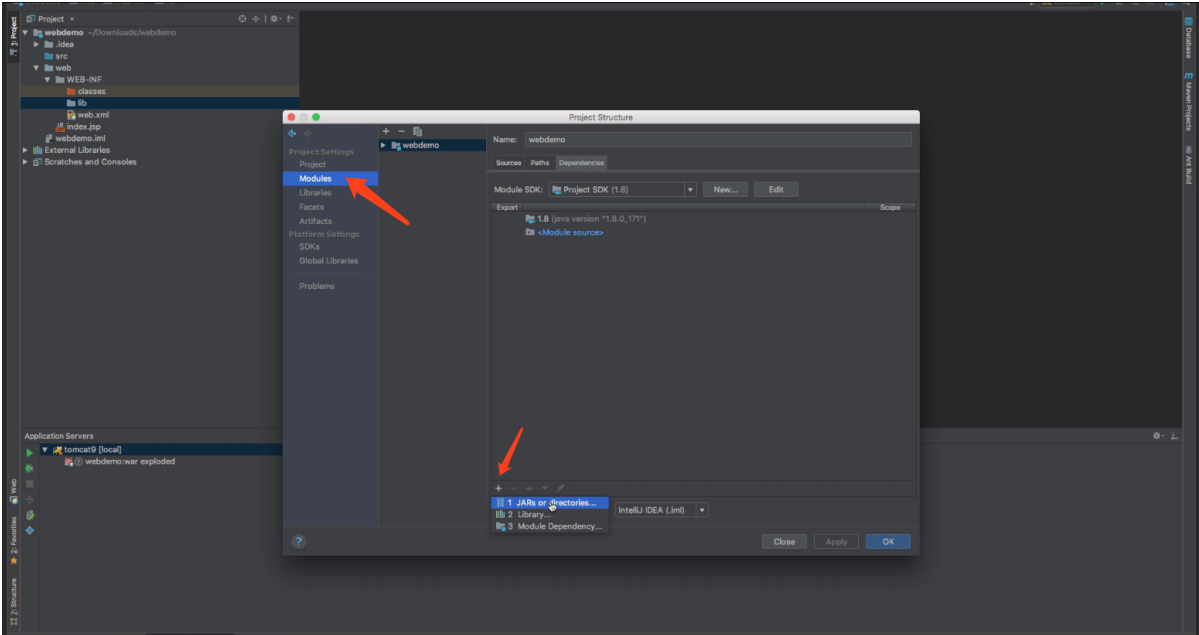 Project
1: Project
webdemo ~/Downloads/webdemo
.idea
src
web
WEB-INF
classes
lib
web.xml
index.jsp
webdemo.iml
External Libraries
Scratches and Consoles
Database
Maven Projects
Ant Build
Project Structure
Project Settings
Project
Modules
Libraries
Facets
Artifacts
Platform Settings
SDKs
Global Libraries
Problems
webdemo
Name: webdemo
Sources Paths Dependencies
Module SDK: Project SDK (1.8) New... Edit
Export Scope
1.8 (java version "1.8.0_171")
<Module source>
1 JARs or directories...
2 Library...
3 Module Dependency...
IntelliJ IDEA (.iml)
? Close Apply OK
Application Servers
tomcat9 [local]
webdemo:war exploded
Web
2: Favorites
Z: Structure